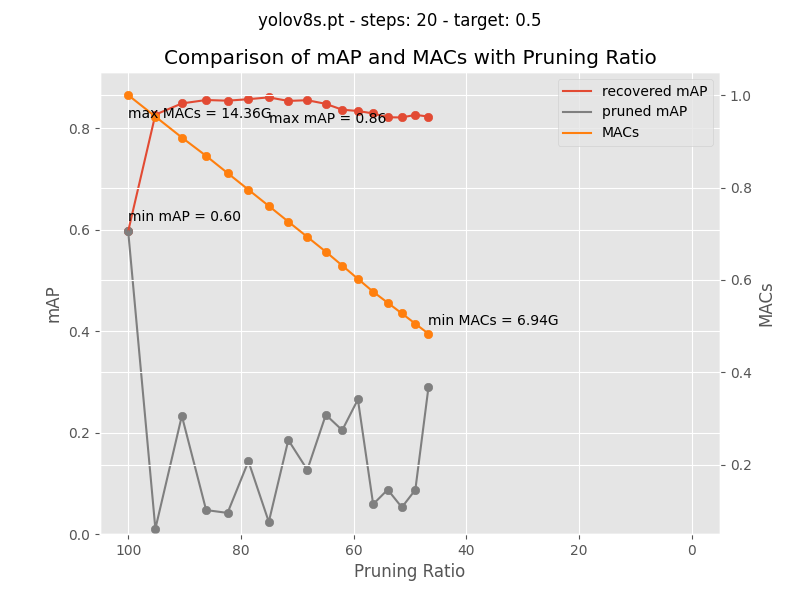 yolov8s.pt - steps: 20 - target: 0.5
Comparison of mAP and MACs with Pruning Ratio
recovered mAP
pruned mAP
MACs
max MACs = 14.36G
max mAP = 0.86
min mAP = 0.60
min MACs = 6.94G
mAP
0.8
0.6
0.4
0.2
0.0
1.0
0.8
0.6
0.4
0.2
MACs
100 80 60 40 20 0
Pruning Ratio